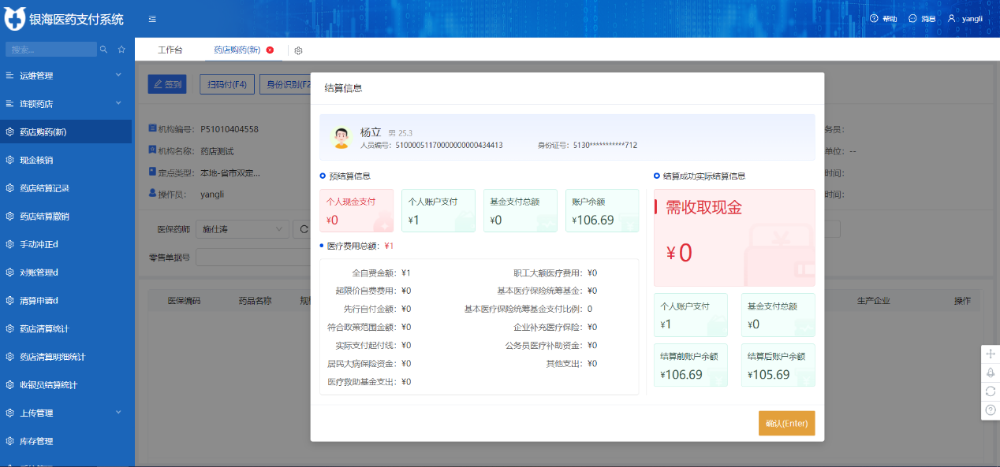 银海医药支付系统
帮助
消息
yangli
搜索...
工作台
药店购药(新)
运维管理
连锁药店
药店购药(新)
现金核销
药店结算记录
药店结算撤销
手动冲正d
对账管理d
清算申请d
药店清算统计
药店清算明细统计
收银员结算统计
上传管理
库存管理
签到
扫码付(F4)
身份识别(F2
机构编号： P51010404558
机构名称： 药店测试
定点类型： 本地-省市双定...
操作员： yangli
医保药师 施仕涛
零售单据号
务员：
单位： --
时间：
时间：
医保编码
药品名称
生产企业
操作
结算信息
杨立 男 25.3
人员编号： 51000051170000000000434413
身份证号： 5130***********712
预结算信息
个人现金支付
¥0
个人账户支付
¥1
基金支付总额
¥0
账户余额
¥106.69
医疗费用总额： ¥1
全自费金额： ¥1
职工大额医疗费用： ¥0
超限价自费费用： ¥0
基本医疗保险统筹基金： ¥0
先行自付金额： ¥0
基本医疗保险统筹基金支付比例： 0
符合政策范围金额： ¥0
企业补充医疗保险： ¥0
实际支付起付线： ¥0
公务员医疗补助资金： ¥0
居民大病保险资金： ¥0
其他支出： ¥0
医疗救助基金支出： ¥0
结算成功实际结算信息
需收取现金
¥0
个人账户支付
¥1
基金支付总额
¥0
结算前账户余额
¥106.69
结算后账户余额
¥105.69
确认(Enter)